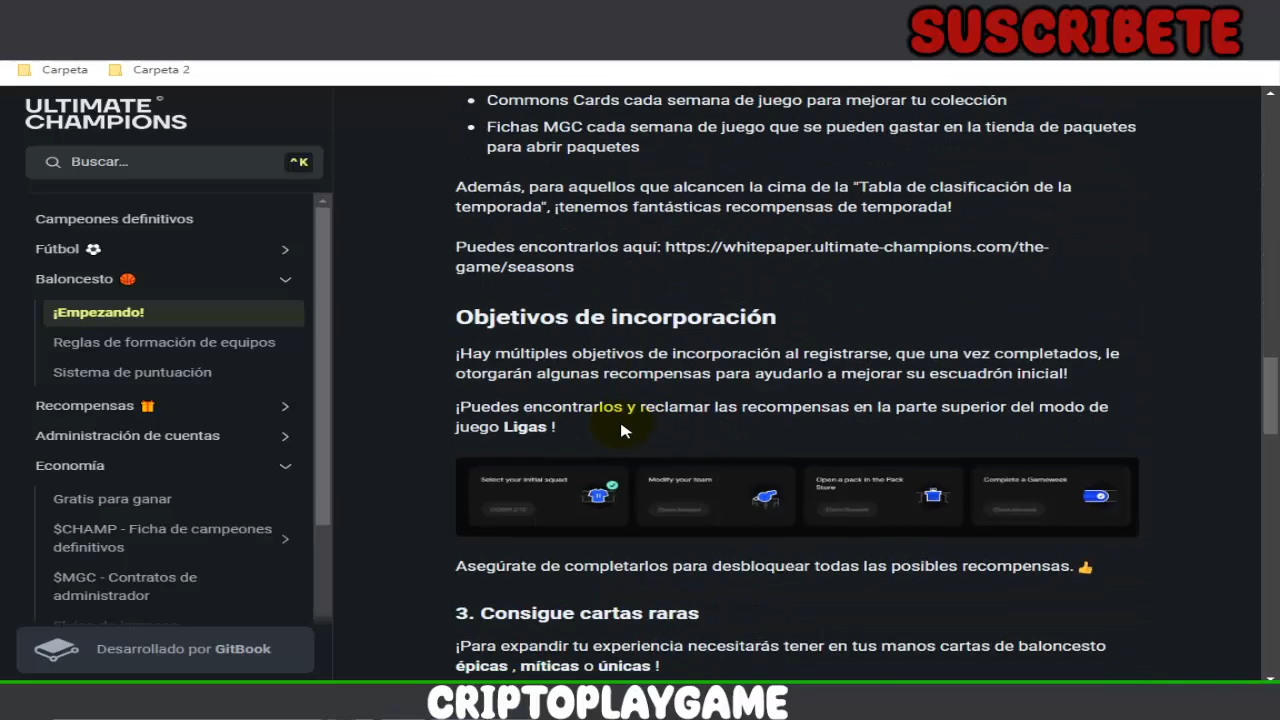 SUSCRIBETE
Carpeta
Carpeta 2
ULTIMATE
CHAMPIONS
Buscar...
^K
Campeones definitivos
Fútbol
Baloncesto
¡Empezando!
Reglas de formación de equipos
Sistema de puntuación
Recompensas
Administración de cuentas
Economía
Gratis para ganar
$CHAMP - Ficha de campeones
definitivos
$MGC - Contratos de
administrador
Desarrollado por GitBook
Commons Cards cada semana de juego para mejorar tu colección
Fichas MGC cada semana de juego que se pueden gastar en la tienda de paquetes
para abrir paquetes
Además, para aquellos que alcancen la cima de la "Tabla de clasificación de la
temporada", ¡tenemos fantásticas recompensas de temporada!
Puedes encontrarlos aquí: https://whitepaper.ultimate-champions.com/the-
game/seasons
Objetivos de incorporación
¡Hay múltiples objetivos de incorporación al registrarse, que una vez completados, le
otorgarán algunas recompensas para ayudarlo a mejorar su escuadrón inicial!
¡Puedes encontrarlos y reclamar las recompensas en la parte superior del modo de
juego Ligas !
Select your initial squad
Modify your team
Open a pack in the Pack
Store
Complete a Gameweek
Asegúrate de completarlos para desbloquear todas las posibles recompensas.
3. Consigue cartas raras
¡Para expandir tu experiencia necesitarás tener en tus manos cartas de baloncesto
épicas , míticas o únicas !
CRIPTOPLAYGAME